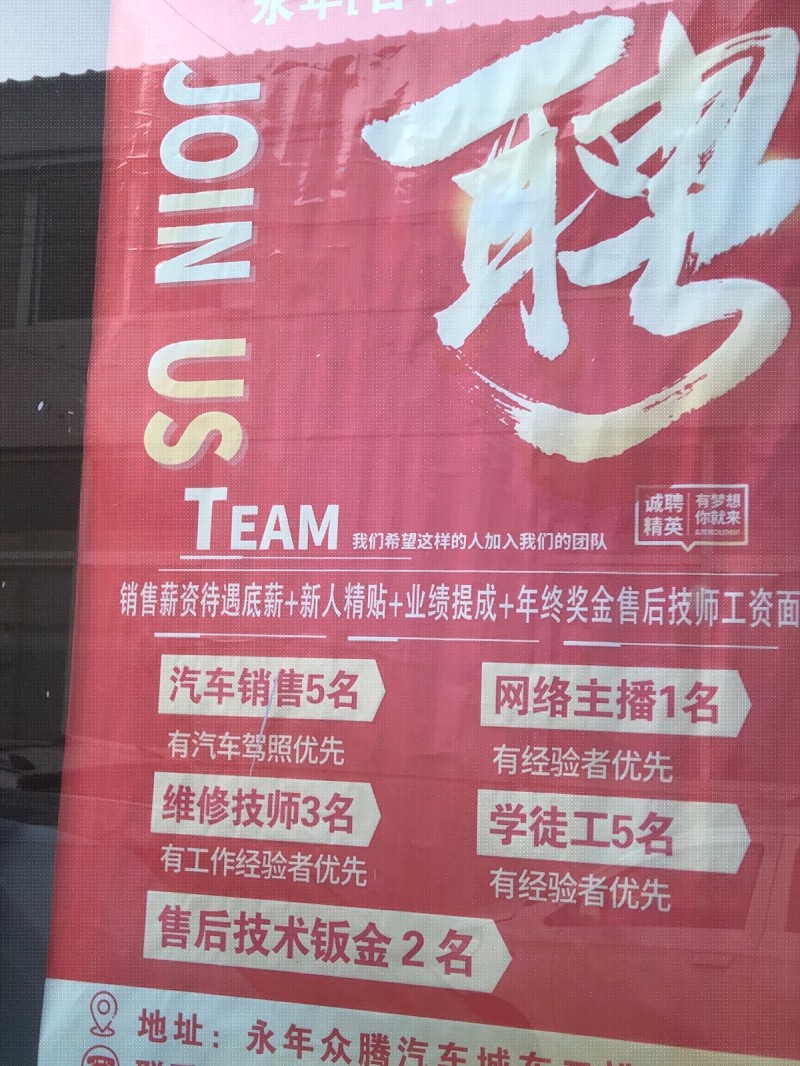 永年
聘
JOIN US
TEAM 我们希望这样的人加入我们的团队
诚聘精英
有梦想你就来
销售薪资待遇底薪+新人精贴+业绩提成+年终奖金售后技师工资面
汽车销售5名
有汽车驾照优先
网络主播1名
有经验者优先
维修技师3名
有工作经验者优先
学徒工5名
有经验者优先
售后技术钣金2名
地址：永年众腾汽车城东